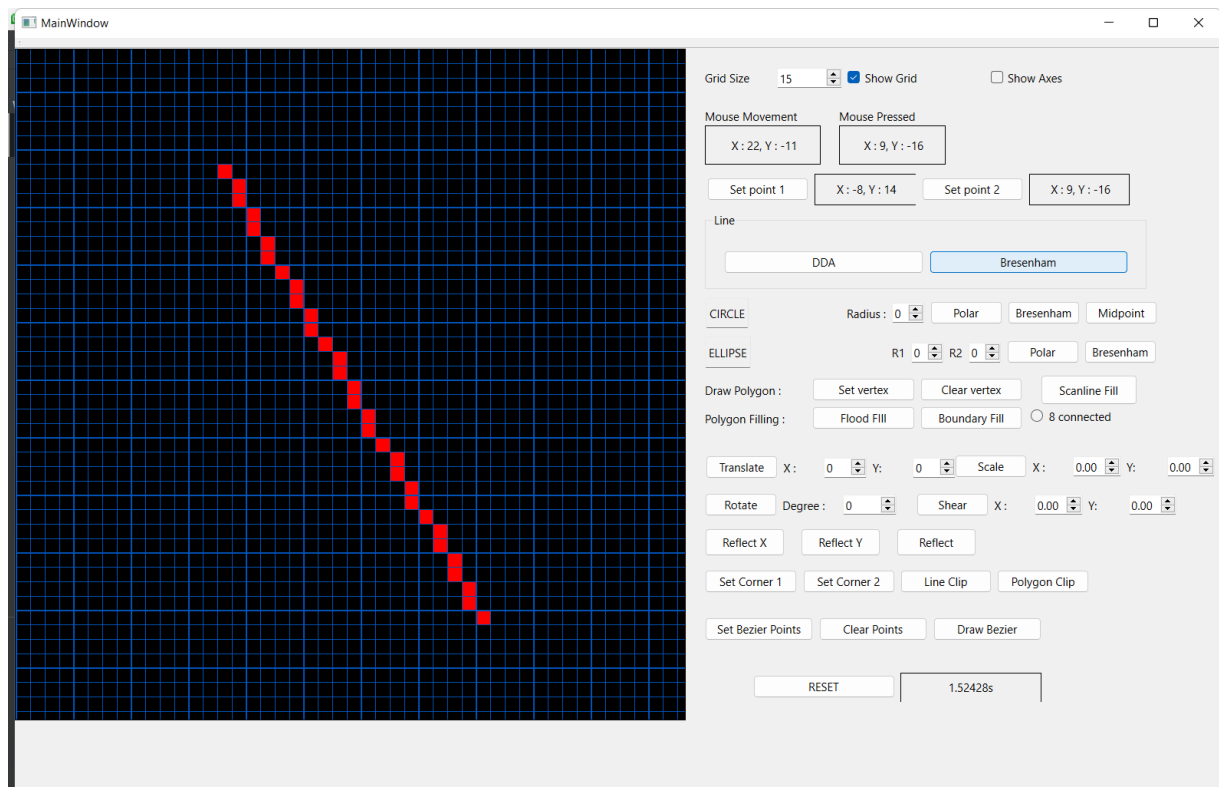 MainWindow
Grid Size 15 Show Grid Show Axes
Mouse Movement Mouse Pressed
X : 22, Y : -11 X : 9, Y : -16
Set point 1 X : -8, Y : 14 Set point 2 X : 9, Y : -16
Line
DDA Bresenham
CIRCLE Radius : 0 Polar Bresenham Midpoint
ELLIPSE R1 0 R2 0 Polar Bresenham
Draw Polygon : Set vertex Clear vertex Scanline Fill
Polygon Filling : Flood FIll Boundary Fill 8 connected
Translate X : 0 Y: 0 Scale X : 0.00 Y: 0.00
Rotate Degree : 0 Shear X : 0.00 Y: 0.00
Reflect X Reflect Y Reflect
Set Corner 1 Set Corner 2 Line Clip Polygon Clip
Set Bezier Points Clear Points Draw Bezier
RESET 1.52428s